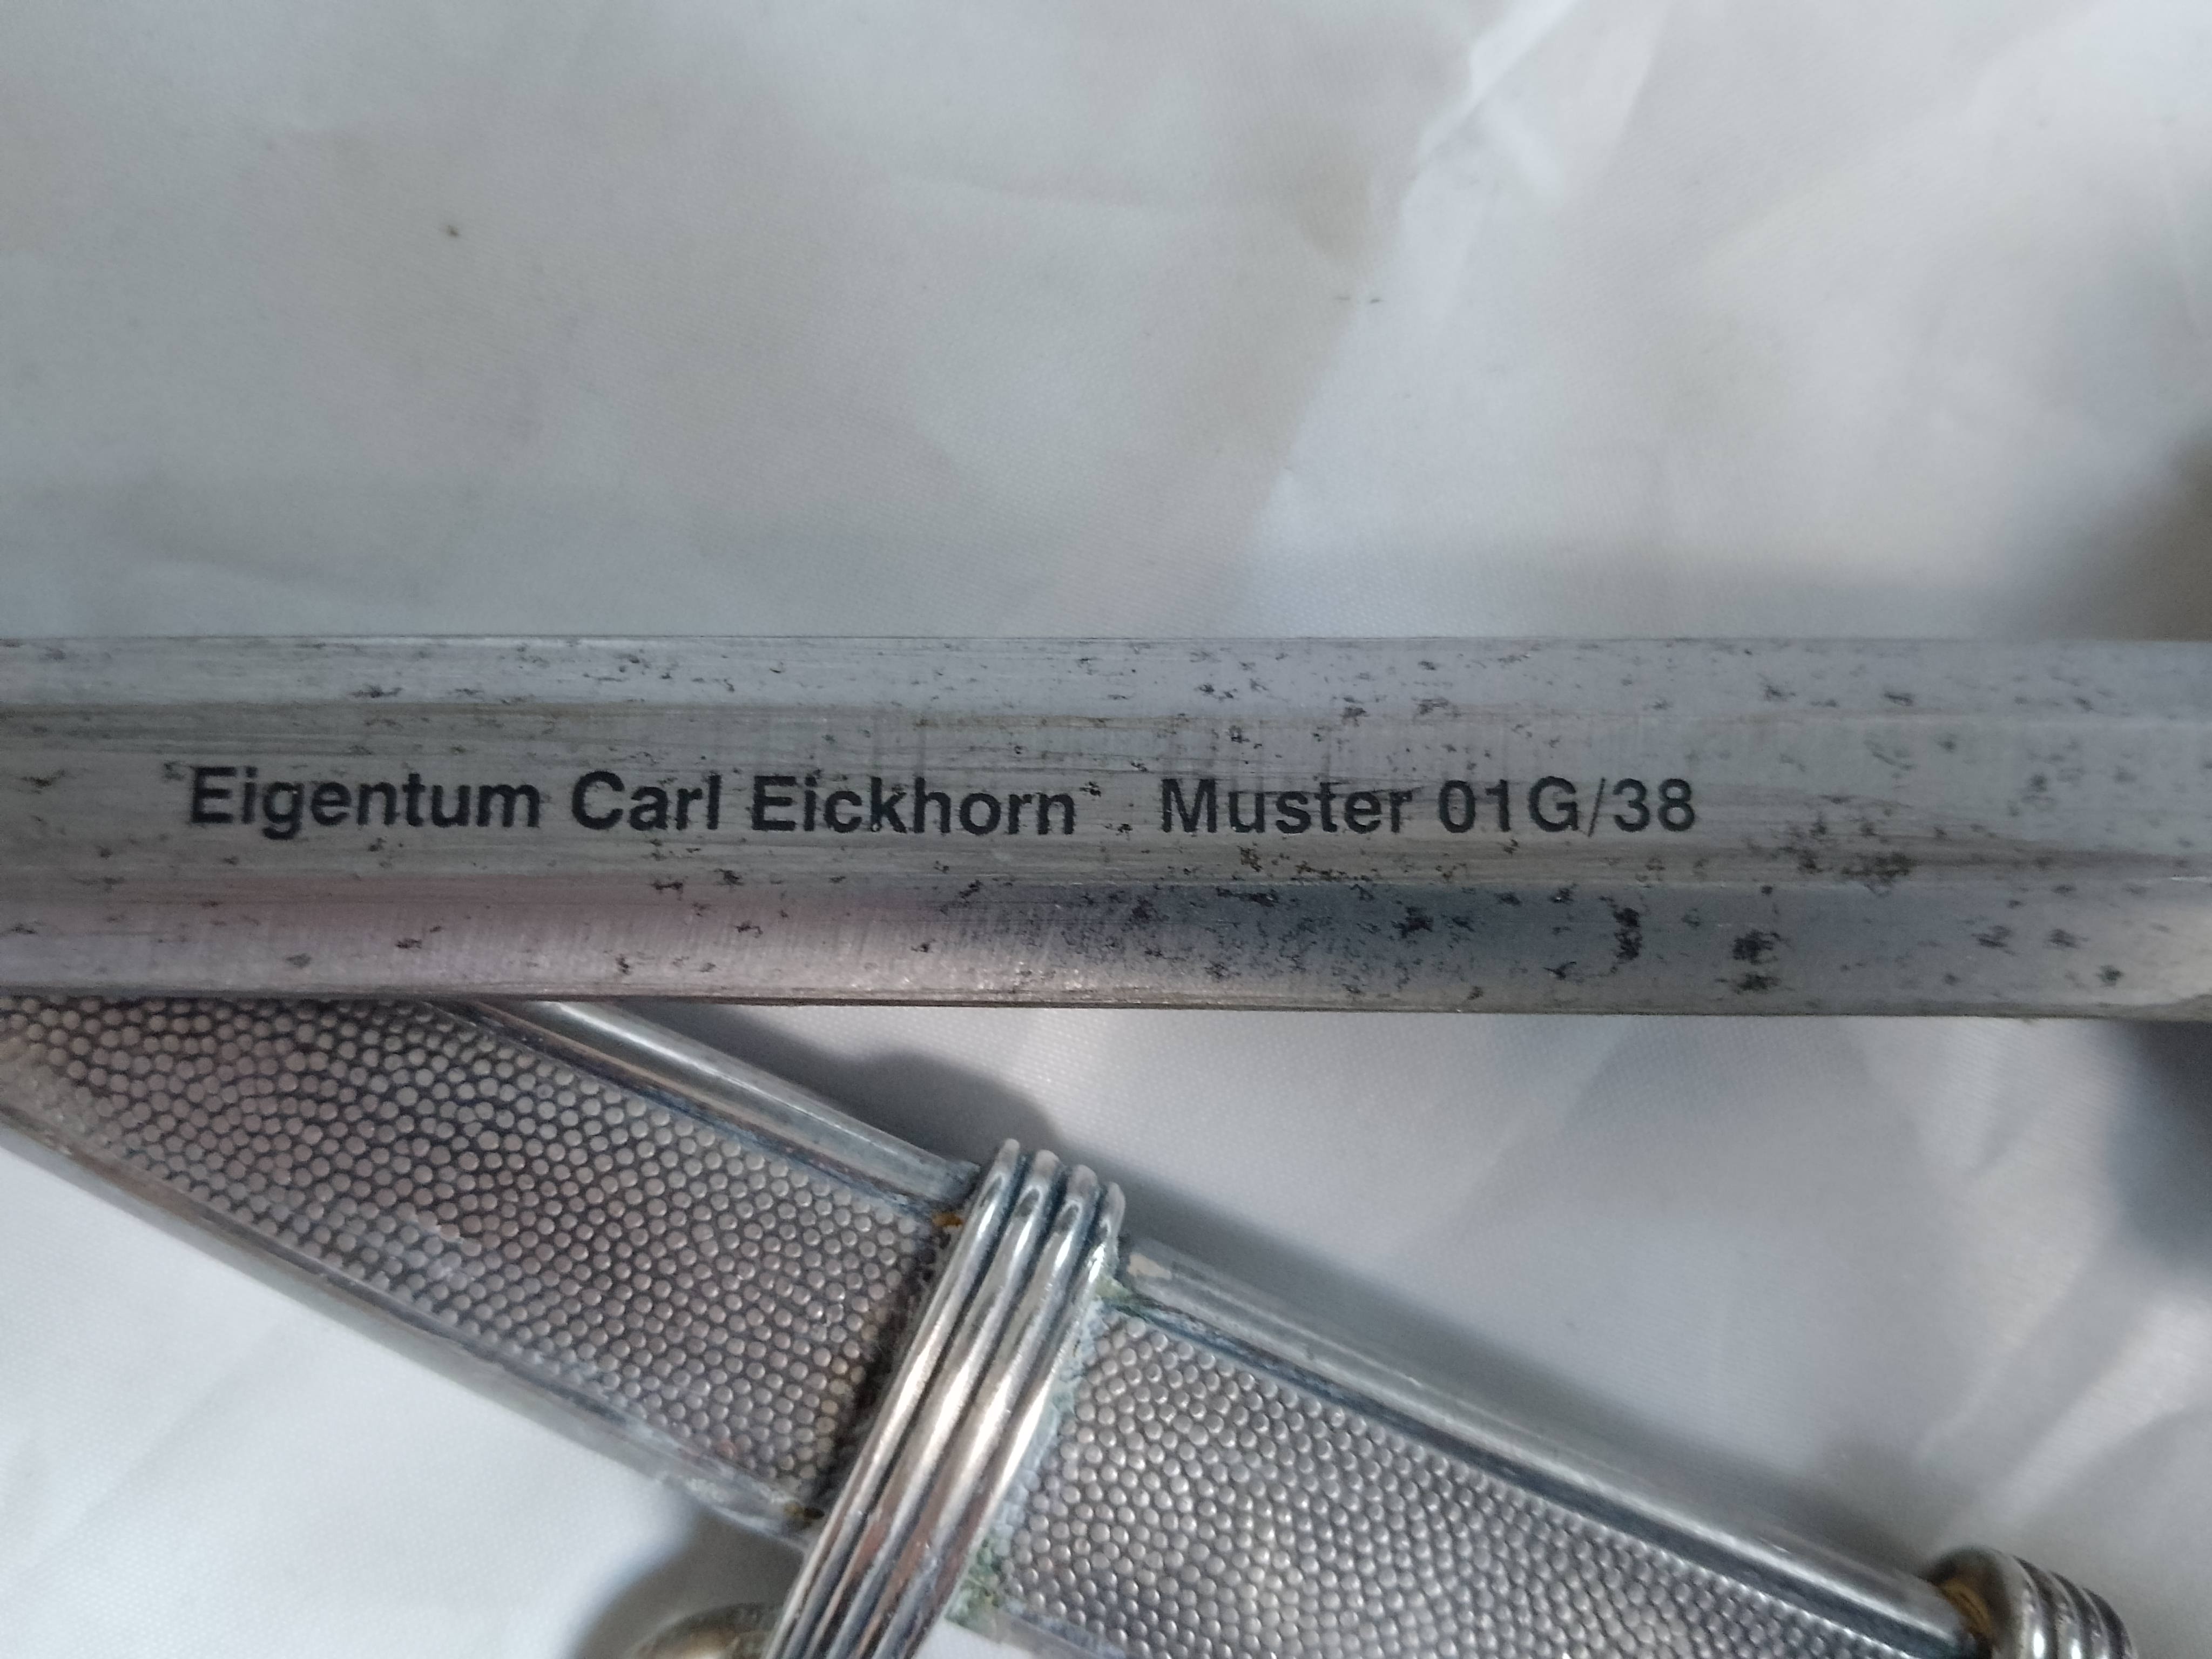 Eigentum Carl Eickhorn Muster 01G/38